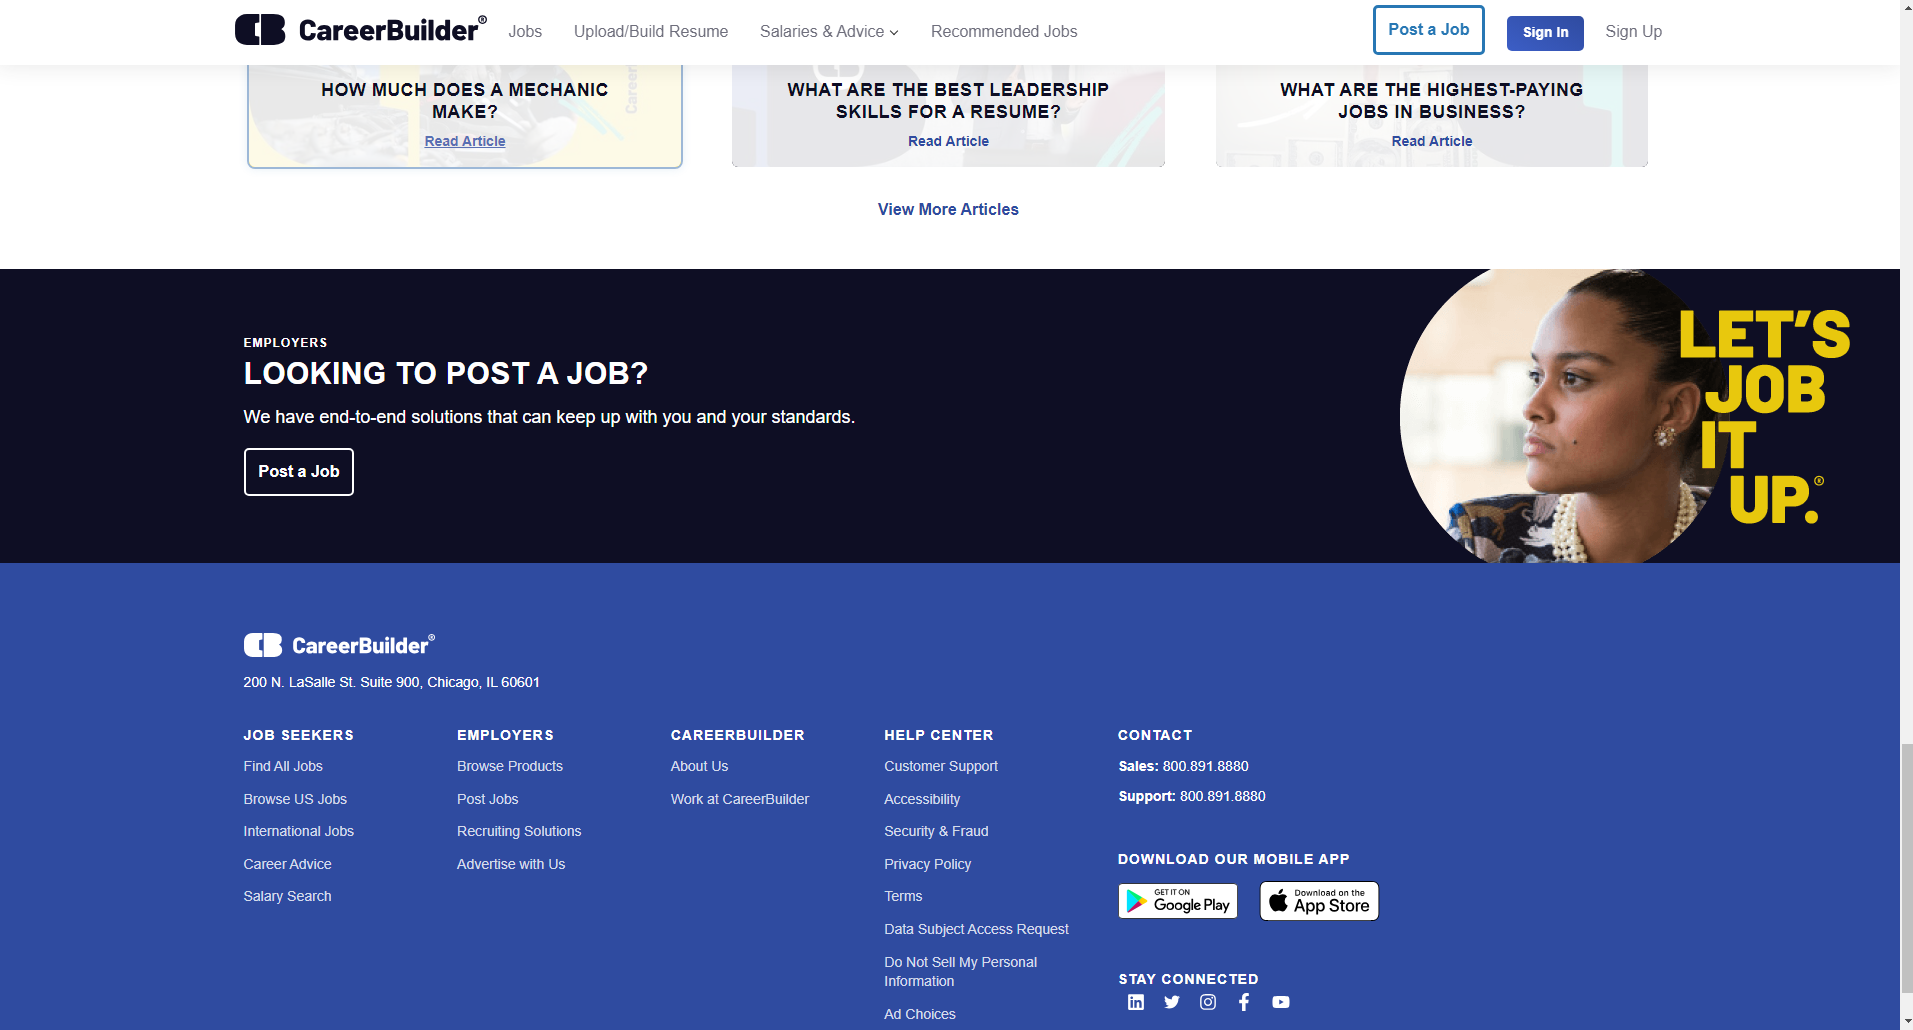 CareerBuilder®
Jobs
Upload/Build Resume
Salaries & Advice
Recommended Jobs
Post a Job
Sign In
Sign Up
HOW MUCH DOES A MECHANIC
MAKE?
Read Article
WHAT ARE THE BEST LEADERSHIP
SKILLS FOR A RESUME?
Read Article
WHAT ARE THE HIGHEST-PAYING
JOBS IN BUSINESS?
Read Article
View More Articles
EMPLOYERS
LOOKING TO POST A JOB?
We have end-to-end solutions that can keep up with you and your standards.
Post a Job
LET'S
JOB
IT
UP.®
CareerBuilder®
200 N. LaSalle St. Suite 900, Chicago, IL 60601
JOB SEEKERS
Find All Jobs
Browse US Jobs
International Jobs
Career Advice
Salary Search
EMPLOYERS
Browse Products
Post Jobs
Recruiting Solutions
Advertise with Us
CAREERBUILDER
About Us
Work at CareerBuilder
HELP CENTER
Customer Support
Accessibility
Security & Fraud
Privacy Policy
Terms
Data Subject Access Request
Do Not Sell My Personal
Information
Ad Choices
CONTACT
Sales: 800.891.8880
Support: 800.891.8880
DOWNLOAD OUR MOBILE APP
GET IT ON
Google Play
Download on the
App Store
STAY CONNECTED